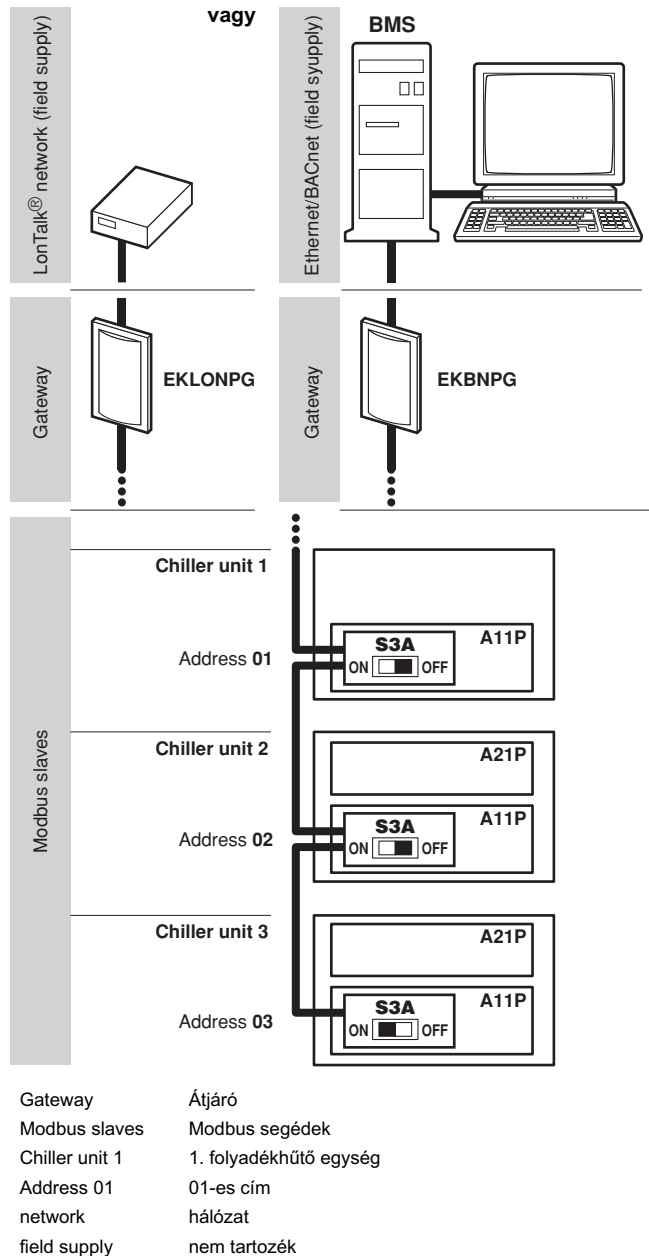 vagy
BMS
LonTalk® network (field supply)
Ethernet/BACnet (field syupply)
Gateway
EKLONPG
Gateway
EKBNPG
Modbus slaves
Chiller unit 1
A11P
S3A
Address 01
ON OFF
Chiller unit 2
A21P
A11P
S3A
Address 02
ON OFF
Chiller unit 3
A21P
A11P
S3A
Address 03
ON OFF
Gateway Átjáró
Modbus slaves Modbus segédek
Chiller unit 1 1. folyadékhűtő egység
Address 01 01-es cím
network hálózat
field supply nem tartozék